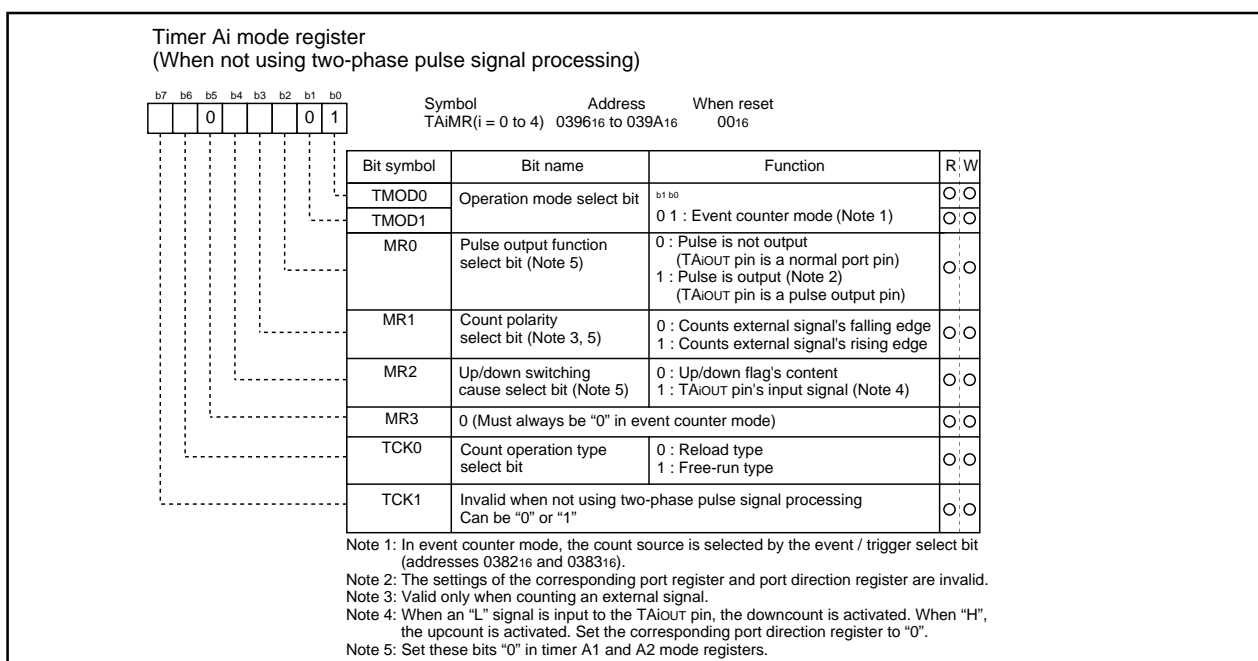 Timer Ai mode register
(When not using two-phase pulse signal processing)
b7 b6 b5 b4 b3 b2 b1 b0
0 0 1
Symbol Address When reset
TAiMR(i = 0 to 4) 039616 to 039A16 0016
Bit symbol Bit name Function R W
TMOD0 Operation mode select bit b1 b0
TMOD1 0 1 : Event counter mode (Note 1)
MR0 Pulse output function 0 : Pulse is not output
select bit (Note 5) (TAiOUT pin is a normal port pin)
1 : Pulse is output (Note 2)
(TAiOUT pin is a pulse output pin)
MR1 Count polarity 0 : Counts external signal's falling edge
select bit (Note 3, 5) 1 : Counts external signal's rising edge
MR2 Up/down switching 0 : Up/down flag's content
cause select bit (Note 5) 1 : TAiOUT pin's input signal (Note 4)
MR3 0 (Must always be “0” in event counter mode)
TCK0 Count operation type 0 : Reload type
select bit 1 : Free-run type
TCK1 Invalid when not using two-phase pulse signal processing
Can be “0” or “1”
Note 1: In event counter mode, the count source is selected by the event / trigger select bit
(addresses 038216 and 038316).
Note 2: The settings of the corresponding port register and port direction register are invalid.
Note 3: Valid only when counting an external signal.
Note 4: When an “L” signal is input to the TAiOUT pin, the downcount is activated. When “H”,
the upcount is activated. Set the corresponding port direction register to “0”.
Note 5: Set these bits “0” in timer A1 and A2 mode registers.